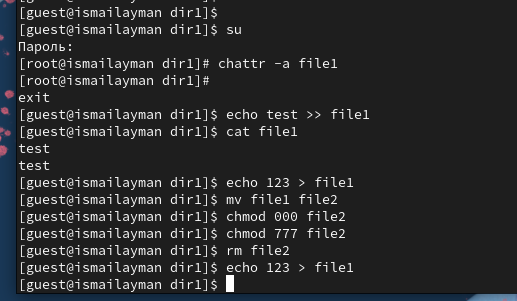 [guest@ismailayman dir1]$
[guest@ismailayman dir1]$ su
Пароль:
[root@ismailayman dir1]# chattr -a file1
[root@ismailayman dir1]#
exit
[guest@ismailayman dir1]$ echo test >> file1
[guest@ismailayman dir1]$ cat file1
test
test
[guest@ismailayman dir1]$ echo 123 > file1
[guest@ismailayman dir1]$ mv file1 file2
[guest@ismailayman dir1]$ chmod 000 file2
[guest@ismailayman dir1]$ chmod 777 file2
[guest@ismailayman dir1]$ rm file2
[guest@ismailayman dir1]$ echo 123 > file1
[guest@ismailayman dir1]$